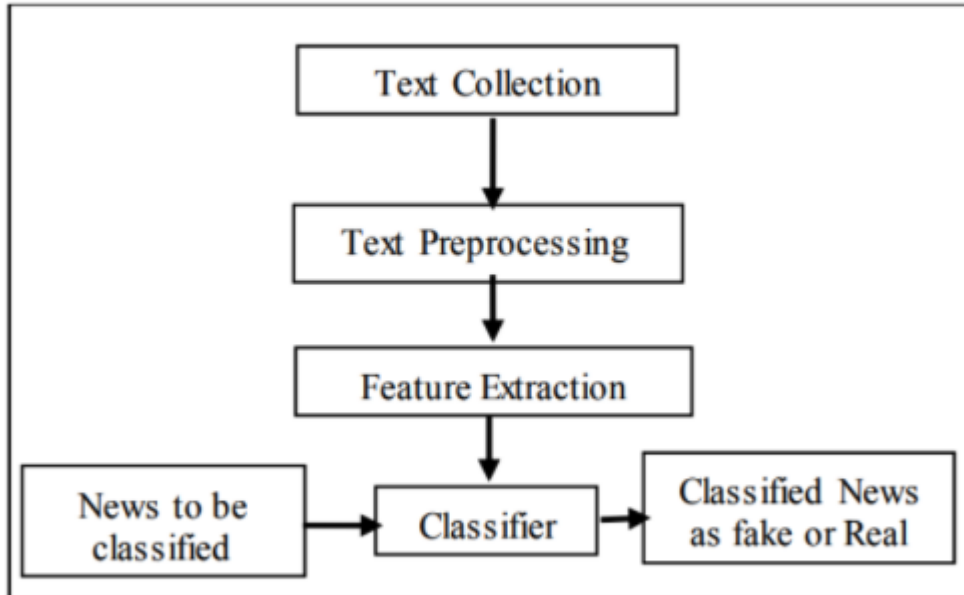 Text Collection
Text Preprocessing
Feature Extraction
News to be
classified
Classifier
Classified News
as fake or Real